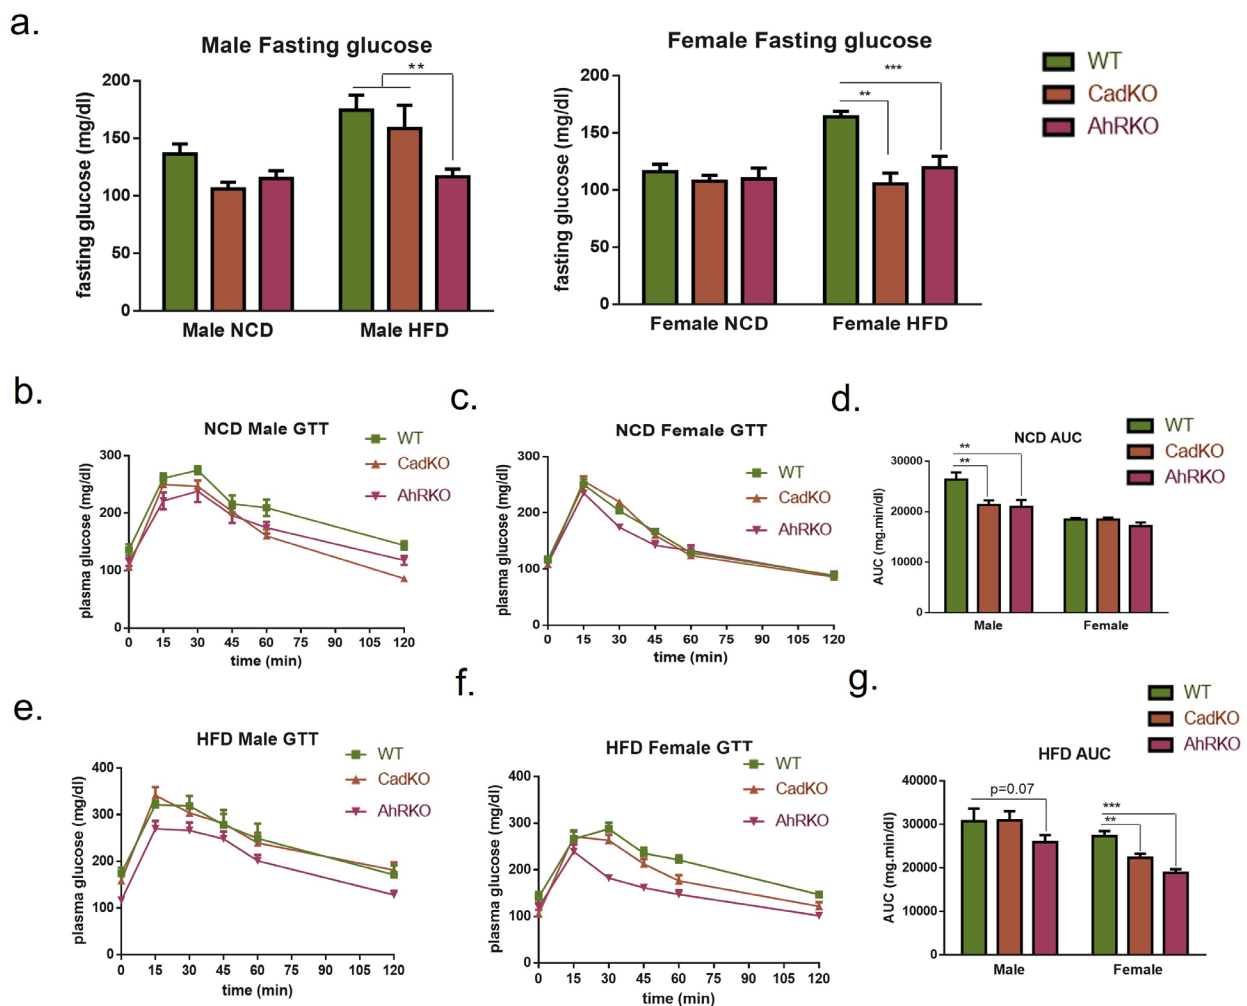 a.
Male Fasting glucose
fasting glucose (mg/dl)
200
150
100
50
0
**
Male NCD
Male HFD
Female Fasting glucose
fasting glucose (mg/dl)
200
150
100
50
0
***
**
Female NCD
Female HFD
WT
CadKO
AhRKO
b.
NCD Male GTT
WT
CadKO
AhRKO
plasma glucose (mg/dl)
300
200
100
0
0 15 30 45 60 75 90 105 120
time (min)
c.
NCD Female GTT
WT
CadKO
AhRKO
plasma glucose (mg/dl)
300
200
100
0
0 15 30 45 60 75 90 105 120
time (min)
d.
NCD AUC
WT
CadKO
AhRKO
AUC (mg.min/dl)
30000
20000
10000
0
**
**
Male
Female
e.
HFD Male GTT
WT
CadKO
AhRKO
plasma glucose (mg/dl)
400
300
200
100
0
0 15 30 45 60 75 90 105 120
time (min)
f.
HFD Female GTT
WT
CadKO
AhRKO
plasma glucose (mg/dl)
400
300
200
100
0
0 15 30 45 60 75 90 105 120
time (min)
g.
WT
CadKO
AhRKO
HFD AUC
AUC (mg.min/dl)
40000
30000
20000
10000
0
p=0.07
***
**
Male
Female